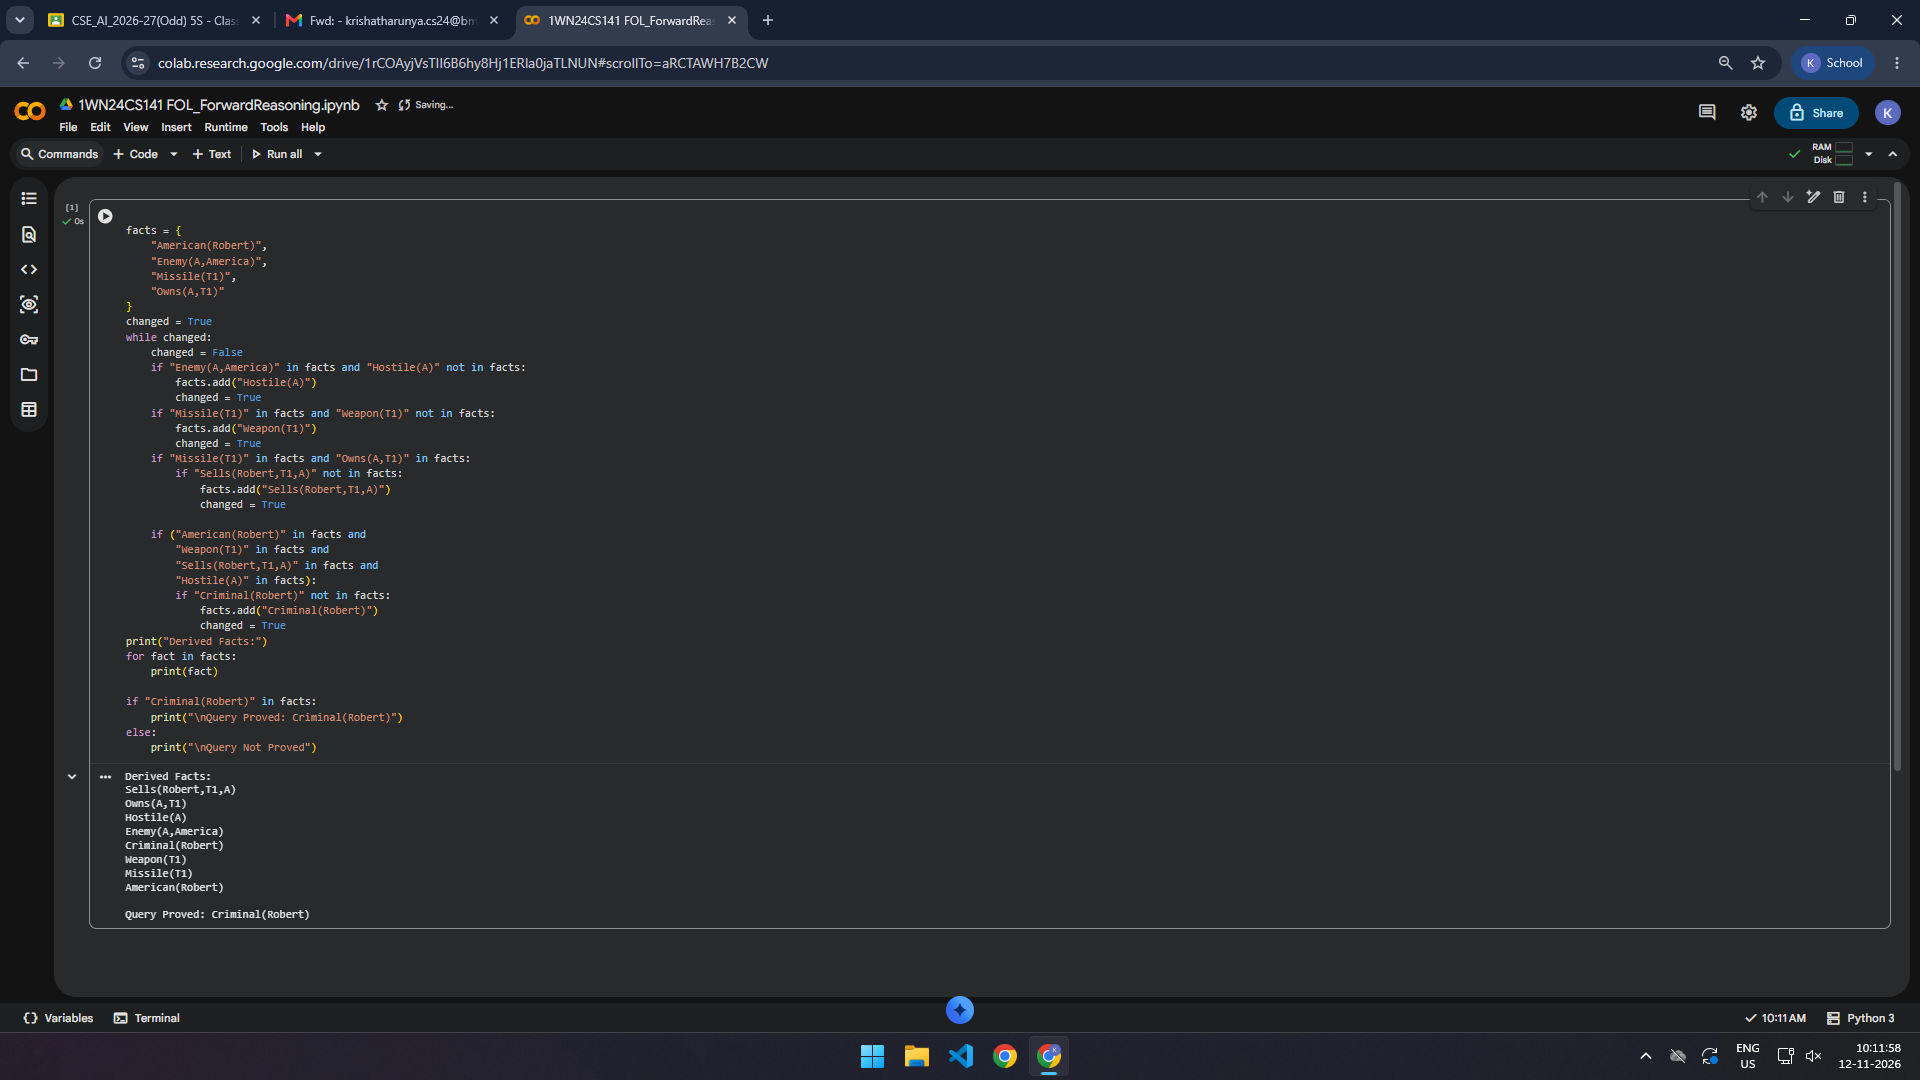 CSE_AI_2026-27(Odd) 5S - Clas
Fwd: - krishatharunya.cs24@bm
1WN24CS141 FOL_ForwardReas
colab.research.google.com/drive/1rCOAyjVsTIl6B6hy8Hj1ERla0jaTLNUN#scrollTo=aRCTAWH7B2CW
K School
1WN24CS141 FOL_ForwardReasoning.ipynb
Saving...
File Edit View Insert Runtime Tools Help
Share
K
Commands + Code + Text Run all
RAM
Disk
[1]
0s
facts = {
    "American(Robert)",
    "Enemy(A,America)",
    "Missile(T1)",
    "Owns(A,T1)"
}
changed = True
while changed:
    changed = False
    if "Enemy(A,America)" in facts and "Hostile(A)" not in facts:
        facts.add("Hostile(A)")
        changed = True
    if "Missile(T1)" in facts and "Weapon(T1)" not in facts:
        facts.add("Weapon(T1)")
        changed = True
    if "Missile(T1)" in facts and "Owns(A,T1)" in facts:
        if "Sells(Robert,T1,A)" not in facts:
            facts.add("Sells(Robert,T1,A)")
            changed = True
    if ("American(Robert)" in facts and
        "Weapon(T1)" in facts and
        "Sells(Robert,T1,A)" in facts and
        "Hostile(A)" in facts):
        if "Criminal(Robert)" not in facts:
            facts.add("Criminal(Robert)")
            changed = True
print("Derived Facts:")
for fact in facts:
    print(fact)
if "Criminal(Robert)" in facts:
    print("\nQuery Proved: Criminal(Robert)")
else:
    print("\nQuery Not Proved")
Derived Facts:
Sells(Robert,T1,A)
Owns(A,T1)
Hostile(A)
Enemy(A,America)
Criminal(Robert)
Weapon(T1)
Missile(T1)
American(Robert)
Query Proved: Criminal(Robert)
Variables Terminal
10:11 AM Python 3
ENG
US
10:11:58
12-11-2026